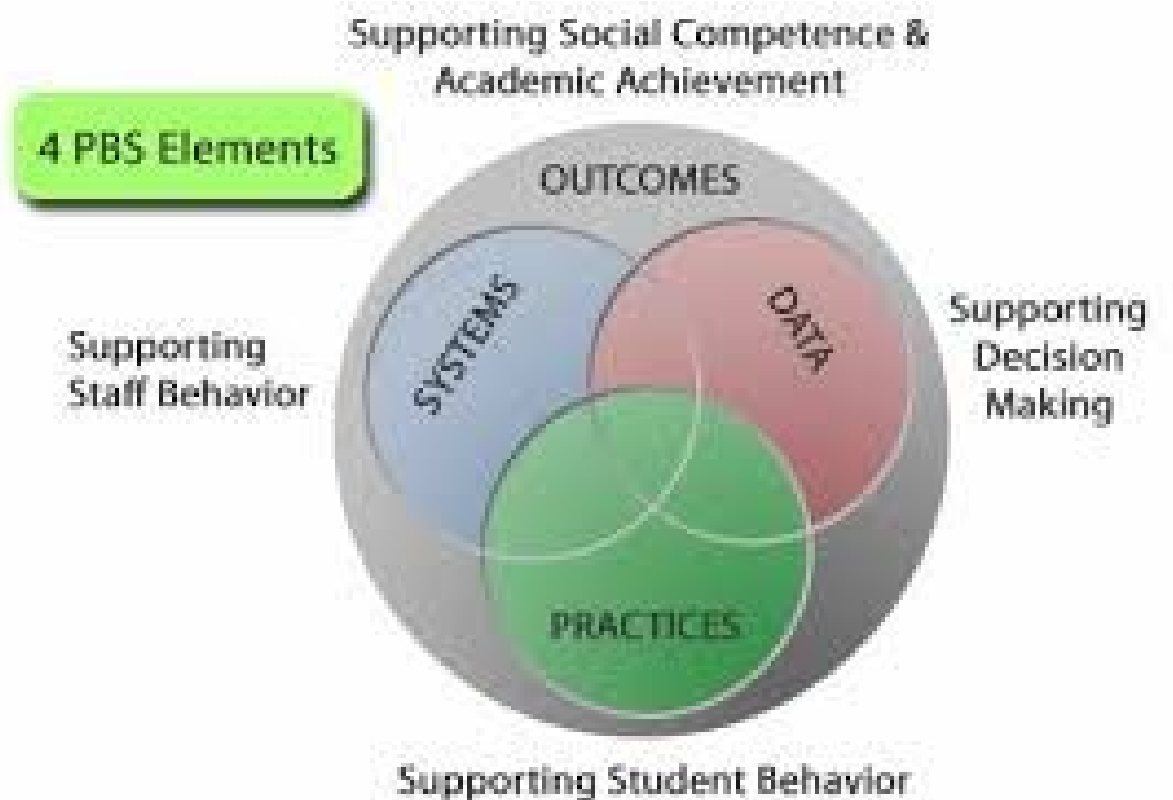 Supporting Social Competence &
Academic Achievement
4 PBS Elements
OUTCOMES
SYSTEMS
DATA
Supporting
Staff Behavior
Supporting
Decision
Making
PRACTICES
Supporting Student Behavior